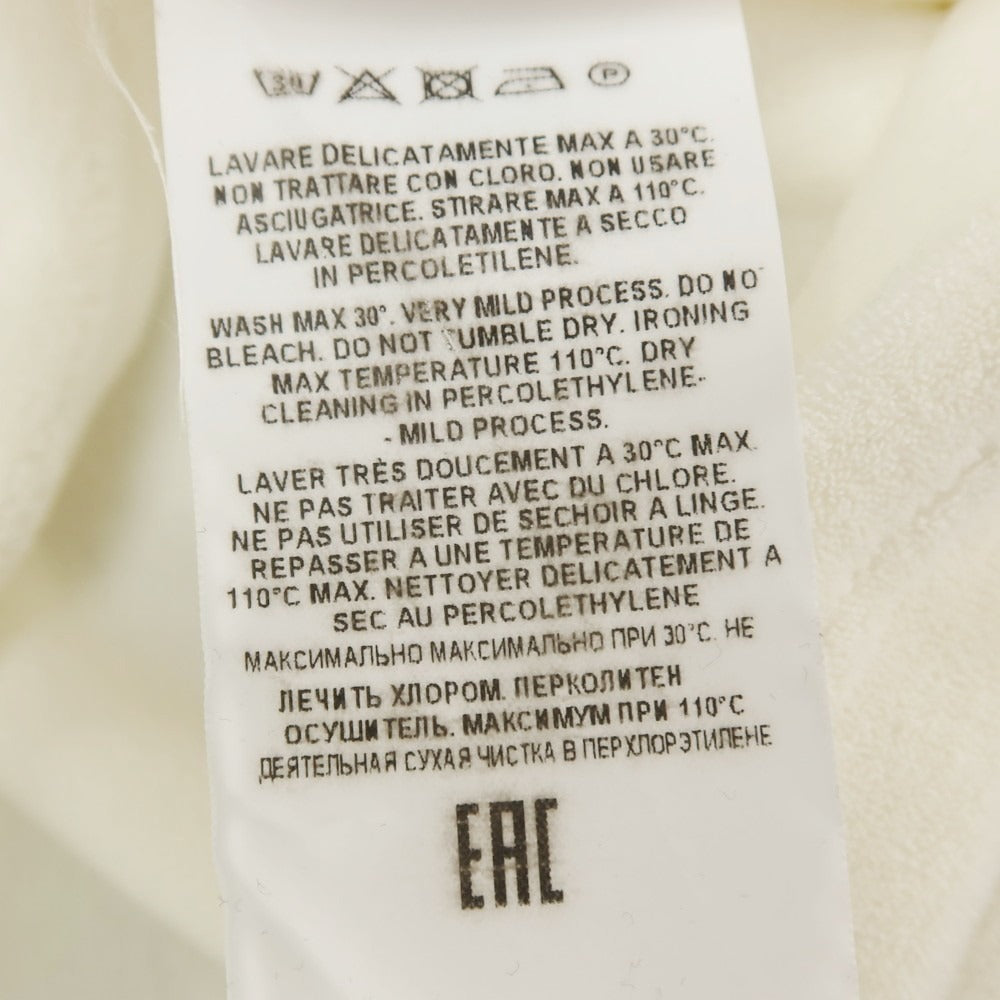 30 P
LAVARE DELICATAMENTE MAX A 30°C.
NON TRATTARE CON CLORO. NON USARE
ASCIUGATRICE. STIRARE MAX A 110°C.
LAVARE DELICATAMENTE A SECCO
IN PERCOLETILENE.
WASH MAX 30°. VERY MILD PROCESS. DO NO
BLEACH. DO NOT TUMBLE DRY. IRONING
MAX TEMPERATURE 110°C. DRY
CLEANING IN PERCOLETHYLENE-
- MILD PROCESS.
LAVER TRÈS DOUCEMENT A 30°C MAX.
NE PAS TRAITER AVEC DU CHLORE.
NE PAS UTILISER DE SECHOIR A LINGE.
REPASSER A UNE TEMPERATURE DE
110°C MAX. NETTOYER DELICATEMENT A
SEC AU PERCOLETHYLENE
МАКСИМАЛЬНО МАКСИМАЛЬНО ПРИ 30°C. НЕ
ЛЕЧИТЬ ХЛОРОМ. ПЕРКОЛИТЕН
ОСУШИТЕЛЬ. МАКСИМУМ ПРИ 110°C
ДЕЯТЕЛЬНАЯ СУХАЯ ЧИСТКА В ПЕРХЛОРЭТИЛЕНЕ
EAC